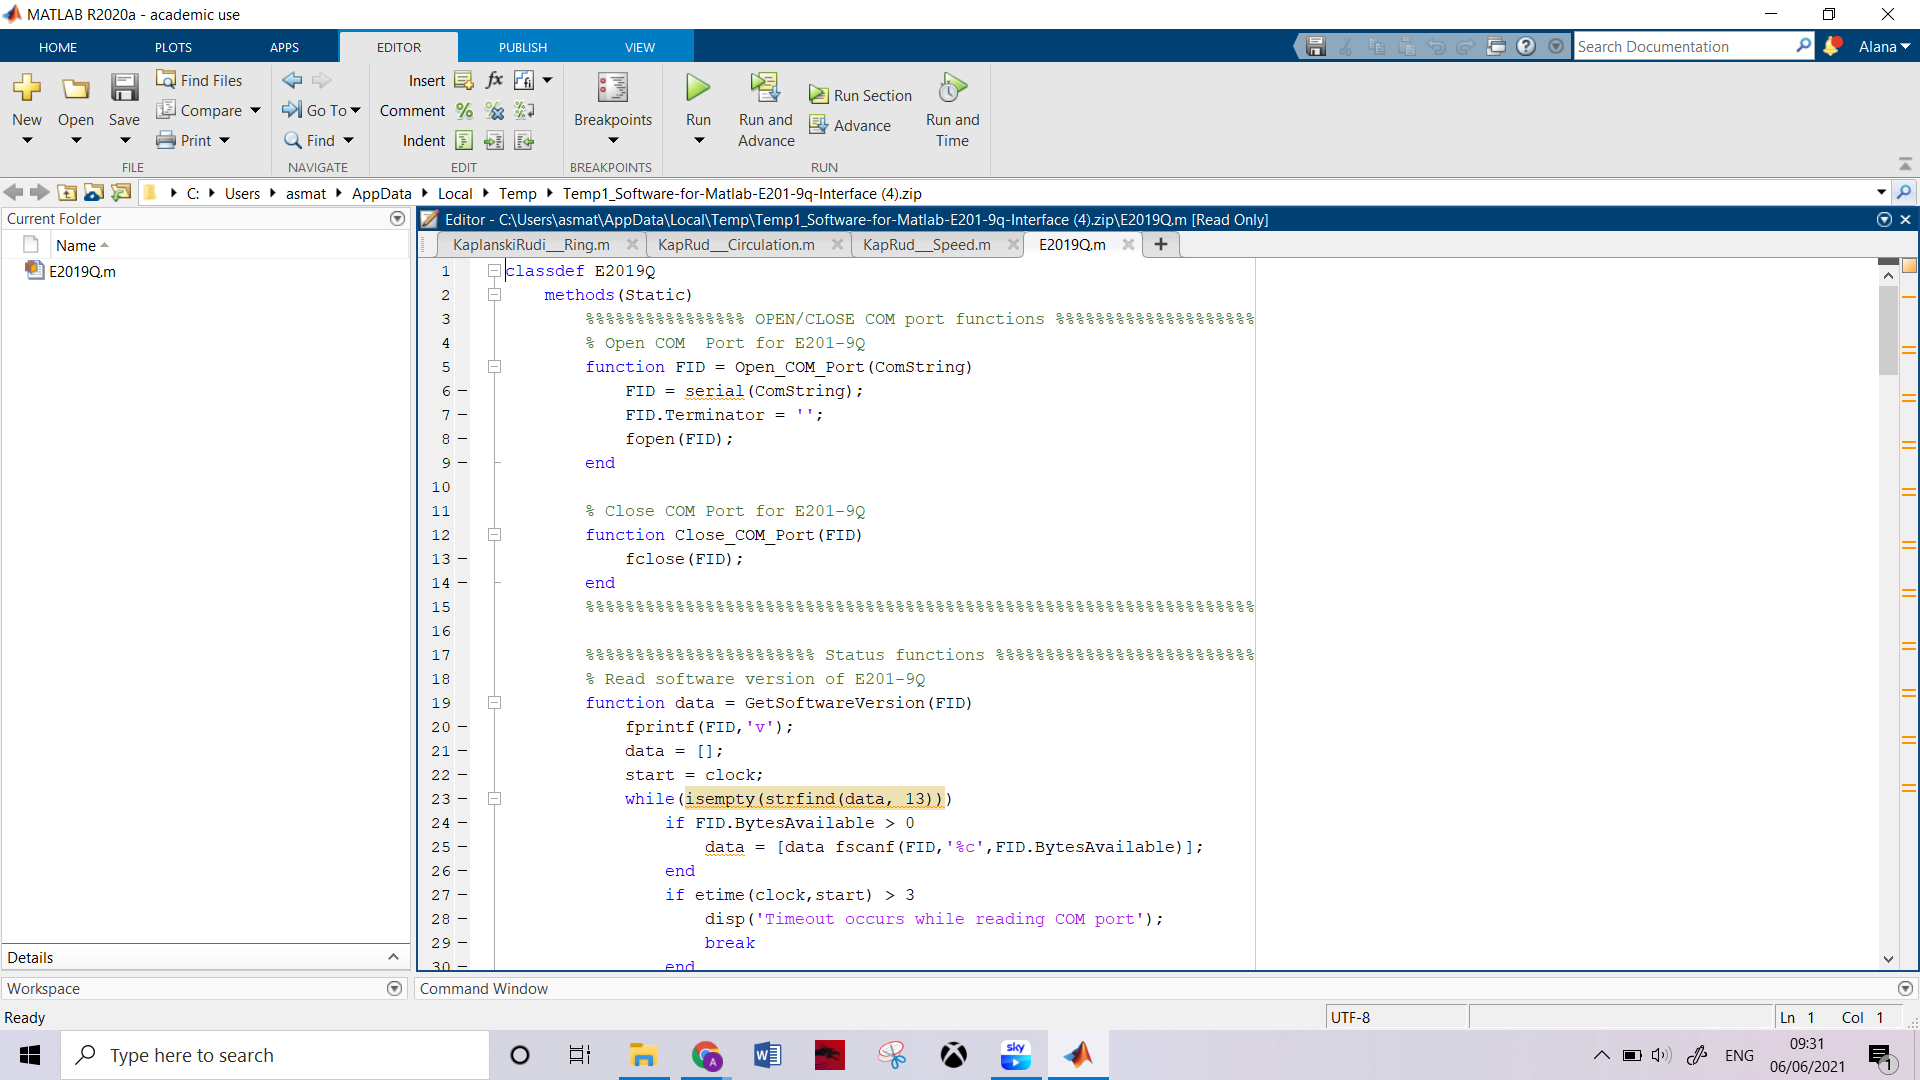 MATLAB R2020a - academic use
HOME PLOTS APPS EDITOR PUBLISH VIEW
Search Documentation
Alana
New Open Save Find Files Compare Print
FILE
Go To Find
NAVIGATE
Insert fx
Comment
Indent
EDIT
Breakpoints
BREAKPOINTS
Run Run and Advance Run Section Advance Run and Time
RUN
C: Users asmat AppData Local Temp Temp1_Software-for-Matlab-E201-9q-Interface (4).zip
Current Folder
Name
E2019Q.m
Editor - C:\Users\asmat\AppData\Local\Temp\Temp1_Software-for-Matlab-E201-9q-Interface (4).zip\E2019Q.m [Read Only]
KaplanskiRudi___Ring.m KapRud___Circulation.m KapRud___Speed.m E2019Q.m +
1 classdef E2019Q
2 methods(Static)
3 %%%%%%%%%%%%%%%% OPEN/CLOSE COM port functions %%%%%%%%%%%%%%%%%%%%
4 % Open COM  Port for E201-9Q
5 function FID = Open_COM_Port(ComString)
6 FID = serial(ComString);
7 FID.Terminator = '';
8 fopen(FID);
9 end
10
11 % Close COM Port for E201-9Q
12 function Close_COM_Port(FID)
13 fclose(FID);
14 end
15 %%%%%%%%%%%%%%%%%%%%%%%%%%%%%%%%%%%%%%%%%%%%%%%%%%%%%%%%%%%%%%%%%%%
16
17 %%%%%%%%%%%%%%%%%%%%%%% Status functions %%%%%%%%%%%%%%%%%%%%%%%%%%
18 % Read software version of E201-9Q
19 function data = GetSoftwareVersion(FID)
20 fprintf(FID,'v');
21 data = [];
22 start = clock;
23 while(isempty(strfind(data, 13)))
24 if FID.BytesAvailable > 0
25 data = [data fscanf(FID,'%c',FID.BytesAvailable)];
26 end
27 if etime(clock,start) > 3
28 disp('Timeout occurs while reading COM port');
29 break
30 end
Details
Workspace
Command Window
Ready
UTF-8
Ln 1 Col 1
Type here to search
sky
ENG
09:31
06/06/2021
1